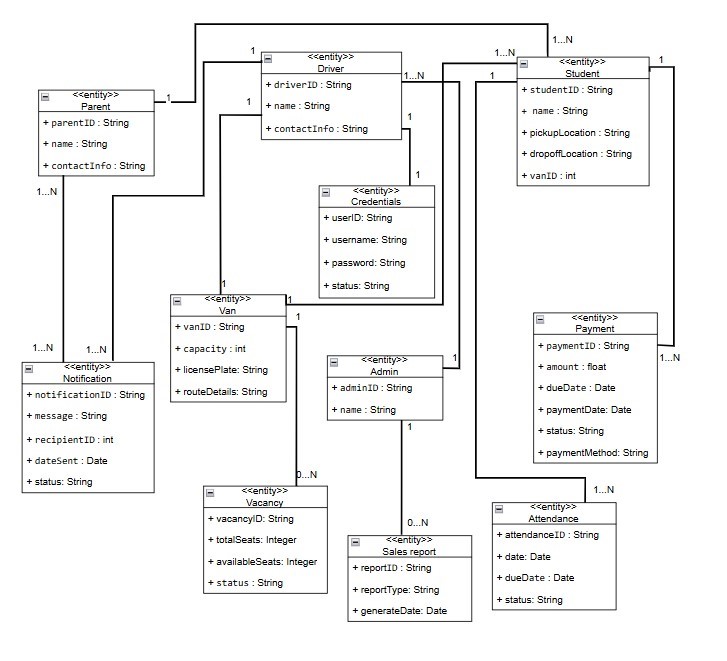 1...N
<<entity>>
Parent
+ parentID : String
+ name : String
+ contactInfo : String
1
1...N
<<entity>>
Driver
+ driverID : String
+ name : String
+ contactInfo : String
1
1
1...N
1
<<entity>>
Student
+ studentID : String
+ name : String
+ pickupLocation : String
+ dropoffLocation : String
+ vanID : int
1...N
1
1
<<entity>>
Credentials
+ userID: String
+ username: String
+ password: String
+ status: String
1
<<entity>>
Van
+ vanID : String
+ capacity : int
+ licensePlate : String
+ routeDetails: String
1
1
1
<<entity>>
Notification
+ notificationID : String
+ message : String
+ recipientID : int
+ dateSent : Date
+ status: String
1...N
1...N
<<entity>>
Admin
+ adminID : String
+ name : String
1
1
<<entity>>
Payment
+ paymentID : String
+ amount : float
+ dueDate : Date
+ paymentDate: Date
+ status: String
+ paymentMethod: String
1...N
<<entity>>
Vacancy
+ vacancyID: String
+ totalSeats: Integer
+ availableSeats: Integer
+ status : String
0...N
<<entity>>
Sales report
+ reportID : String
+ reportType: String
+ generateDate: Date
0...N
<<entity>>
Attendance
+ attendanceID : String
+ date: Date
+ dueDate : Date
+ status: String
1...N